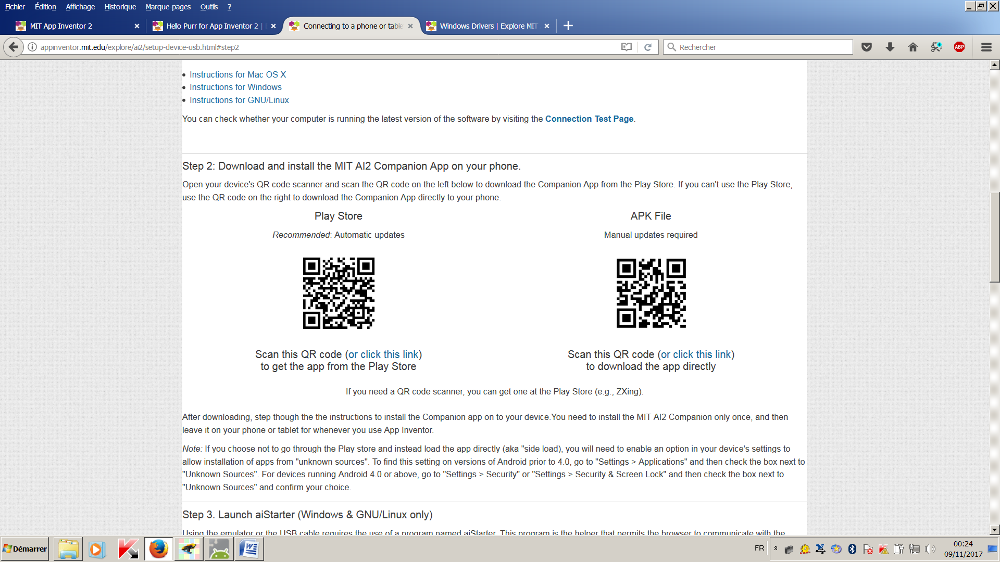 Fichier Édition Affichage Historique Marque-pages Outils ?
MIT App Inventor 2
Hello Purr for App Inventor 2 |
Connecting to a phone or table
Windows Drivers | Explore MIT
appinventor.mit.edu/explore/ai2/setup-device-usb.html#step2
Rechercher
ABP
Instructions for Mac OS X
Instructions for Windows
Instructions for GNU/Linux
You can check whether your computer is running the latest version of the software by visiting the Connection Test Page.
Step 2: Download and install the MIT AI2 Companion App on your phone.
Open your device's QR code scanner and scan the QR code on the left below to download the Companion App from the Play Store. If you can't use the Play Store,
use the QR code on the right to download the Companion App directly to your phone.
Play Store
Recommended: Automatic updates
Scan this QR code (or click this link)
to get the app from the Play Store
APK File
Manual updates required
Scan this QR code (or click this link)
to download the app directly
If you need a QR code scanner, you can get one at the Play Store (e.g., ZXing).
After downloading, step though the the instructions to install the Companion app on to your device.You need to install the MIT AI2 Companion only once, and then
leave it on your phone or tablet for whenever you use App Inventor.
Note: If you choose not to go through the Play store and instead load the app directly (aka "side load), you will need to enable an option in your device's settings to
allow installation of apps from "unknown sources". To find this setting on versions of Android prior to 4.0, go to "Settings > Applications" and then check the box next to
"Unknown Sources". For devices running Android 4.0 or above, go to "Settings > Security" or "Settings > Security & Screen Lock" and then check the box next to
"Unknown Sources" and confirm your choice.
Step 3. Launch aiStarter (Windows & GNU/Linux only)
Using the emulator or the USB cable requires the use of a program named aiStarter. This program is the helper that permits the browser to communicate with the
Démarrer
FR
00:24
09/11/2017